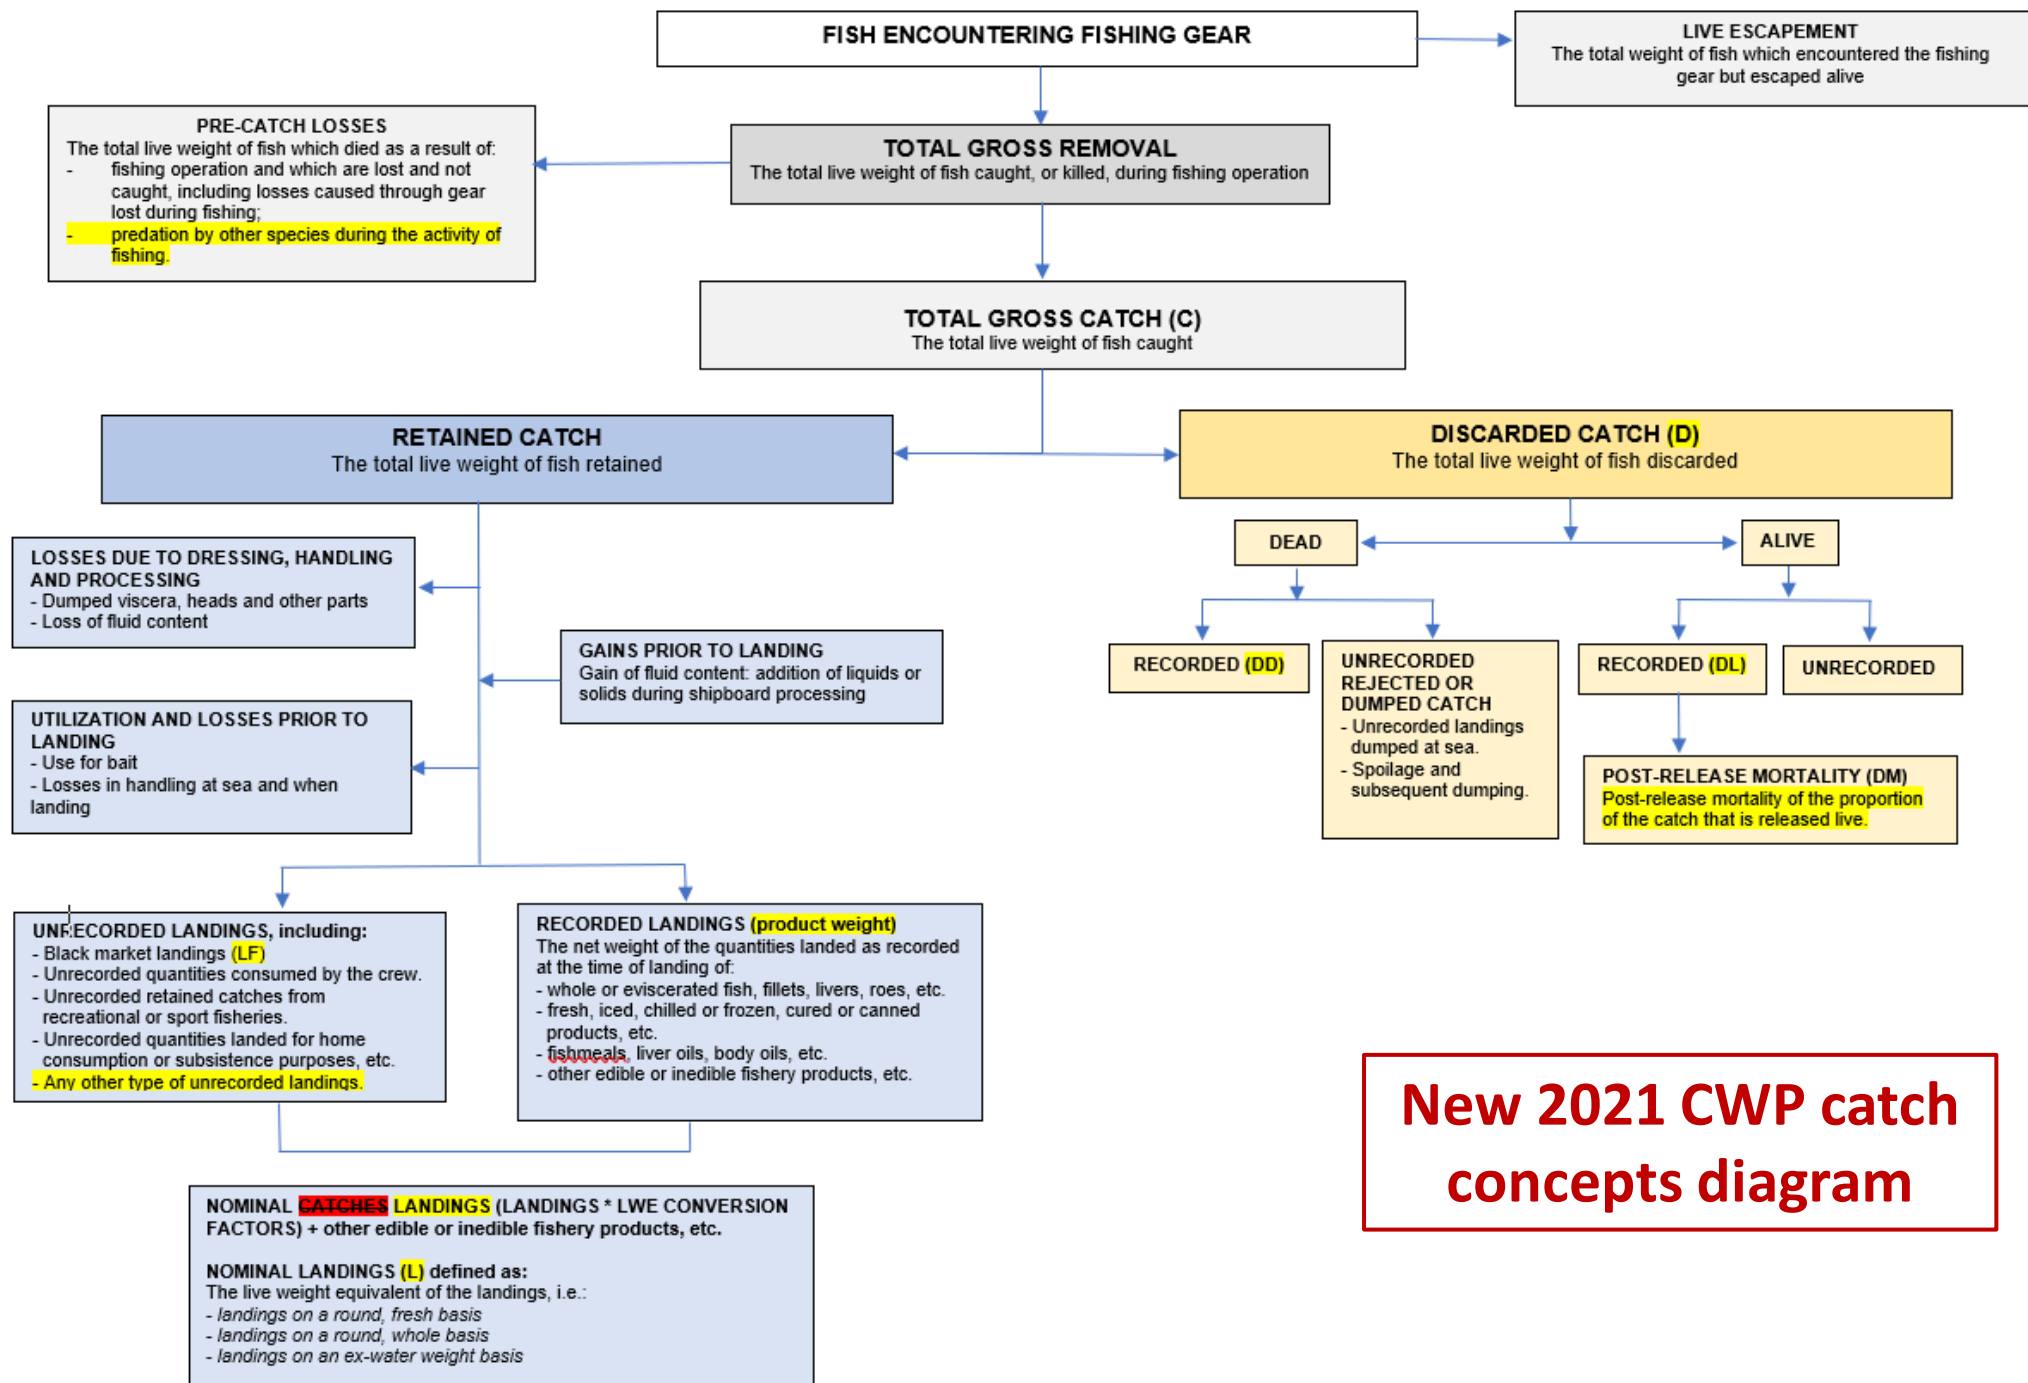 FISH ENCOUNTERING FISHING GEAR
LIVE ESCAPEMENT
The total weight of fish which encountered the fishing
gear but escaped alive
PRE-CATCH LOSSES
The total live weight of fish which died as a result of:
- fishing operation and which are lost and not
caught, including losses caused through gear
lost during fishing;
- predation by other species during the activity of
fishing.
TOTAL GROSS REMOVAL
The total live weight of fish caught, or killed, during fishing operation
TOTAL GROSS CATCH (C)
The total live weight of fish caught
RETAINED CATCH
The total live weight of fish retained
DISCARDED CATCH (D)
The total live weight of fish discarded
LOSSES DUE TO DRESSING, HANDLING
AND PROCESSING
- Dumped viscera, heads and other parts
- Loss of fluid content
GAINS PRIOR TO LANDING
Gain of fluid content: addition of liquids or
solids during shipboard processing
UTILIZATION AND LOSSES PRIOR TO
LANDING
- Use for bait
- Losses in handling at sea and when
landing
DEAD
ALIVE
RECORDED (DD)
UNRECORDED
REJECTED OR
DUMPED CATCH
- Unrecorded landings
dumped at sea.
- Spoilage and
subsequent dumping.
RECORDED (DL)
UNRECORDED
POST-RELEASE MORTALITY (DM)
Post-release mortality of the proportion
of the catch that is released live.
UNRECORDED LANDINGS, including:
- Black market landings (LF)
- Unrecorded quantities consumed by the crew.
- Unrecorded retained catches from
recreational or sport fisheries.
- Unrecorded quantities landed for home
consumption or subsistence purposes, etc.
- Any other type of unrecorded landings.
RECORDED LANDINGS (product weight)
The net weight of the quantities landed as recorded
at the time of landing of:
- whole or eviscerated fish, fillets, livers, roes, etc.
- fresh, iced, chilled or frozen, cured or canned
products, etc.
- fishmeals, liver oils, body oils, etc.
- other edible or inedible fishery products, etc.
NOMINAL CATCHES LANDINGS (LANDINGS * LWE CONVERSION
FACTORS) + other edible or inedible fishery products, etc.
NOMINAL LANDINGS (L) defined as:
The live weight equivalent of the landings, i.e.:
- landings on a round, fresh basis
- landings on a round, whole basis
- landings on an ex-water weight basis
New 2021 CWP catch
concepts diagram